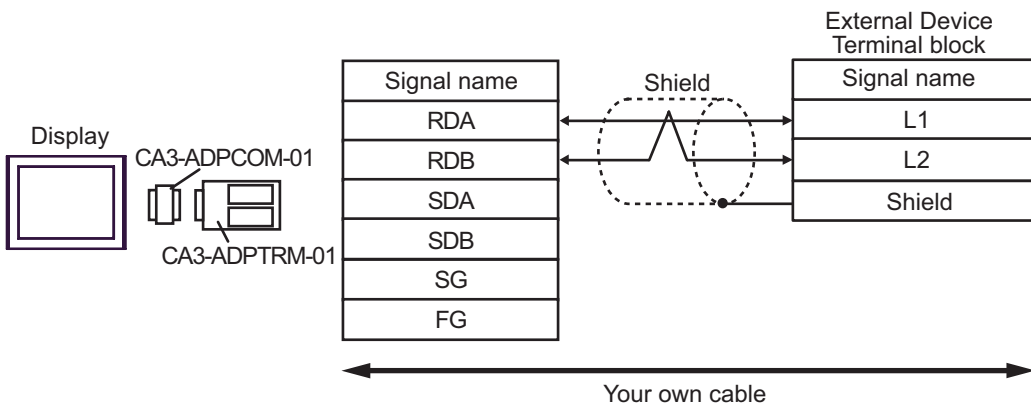 External Device
Terminal block
Signal name
Shield
Signal name
RDA
L1
Display
CA3-ADPCOM-01
RDB
L2
SDA
Shield
CA3-ADPTRM-01
SDB
SG
FG
Your own cable